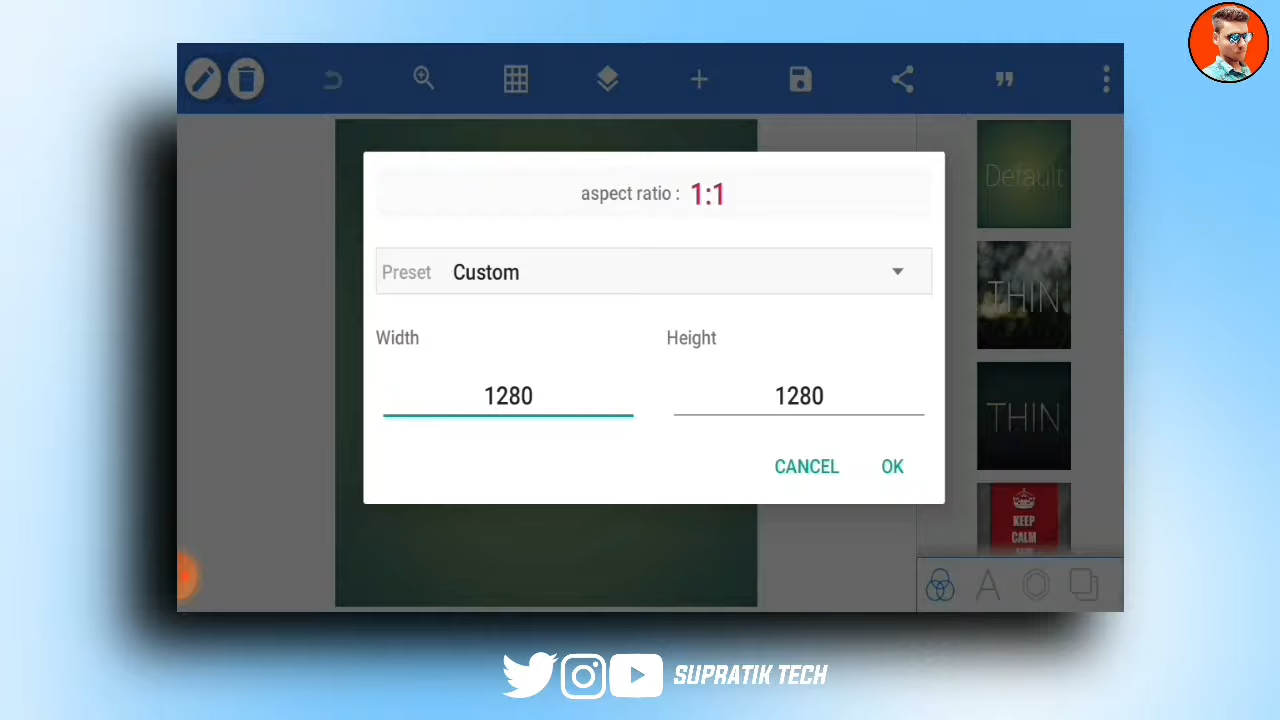 Default
aspect ratio : 1:1
Preset Custom
THIN
Width Height
1280 1280
THIN
CANCEL OK
KEEP
CALM
SUPRATIK TECH